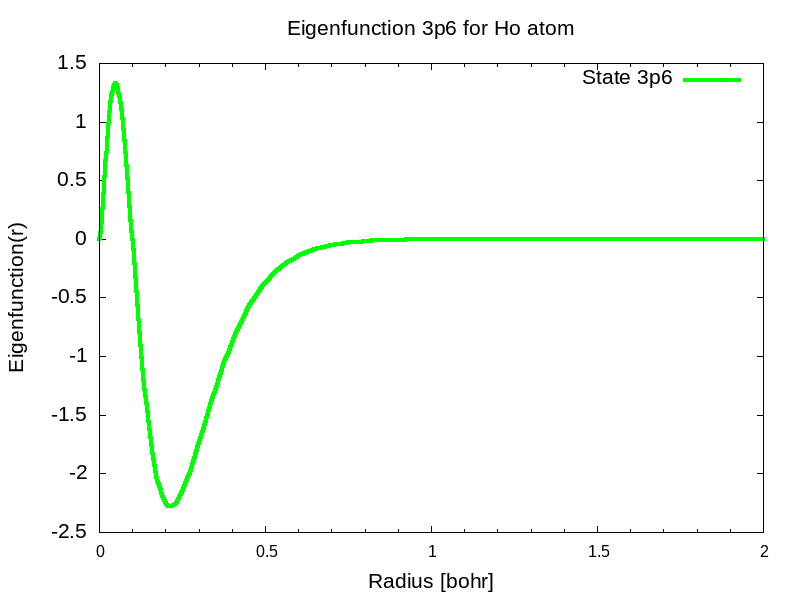 Eigenfunction 3p6 for Ho atom
State 3p6
1.5
1
0.5
0
-0.5
-1
-1.5
-2
-2.5
Eigenfunction(r)
0 0.5 1 1.5 2
Radius [bohr]